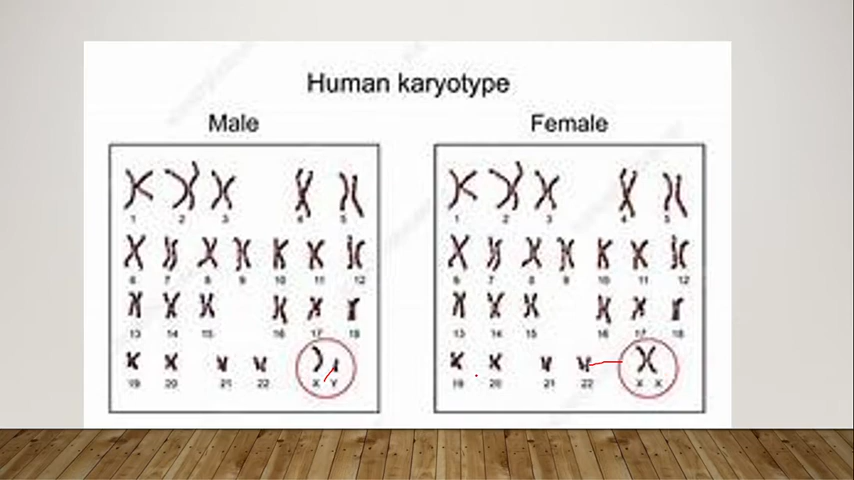 Human karyotype
Male Female
1 2 3 4 5 1 2 3 4 5
6 7 8 9 10 11 12 6 7 8 9 10 11 12
13 14 15 16 17 18 13 14 15 16 17 18
19 20 21 22 X Y 19 20 21 22 X X